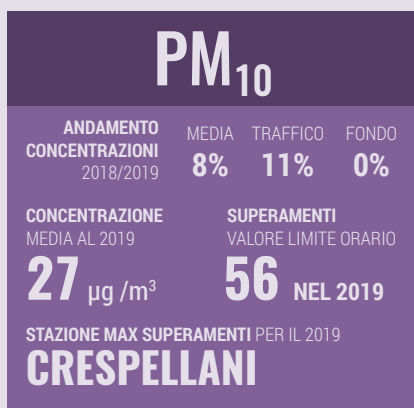 PM10
ANDAMENTO
CONCENTRAZIONI
2018/2019
MEDIA TRAFFICO FONDO
8% 11% 0%
CONCENTRAZIONE
MEDIA AL 2019
27 µg /m³
SUPERAMENTI
VALORE LIMITE ORARIO
56 NEL 2019
STAZIONE MAX SUPERAMENTI PER IL 2019
CRESPELLANI